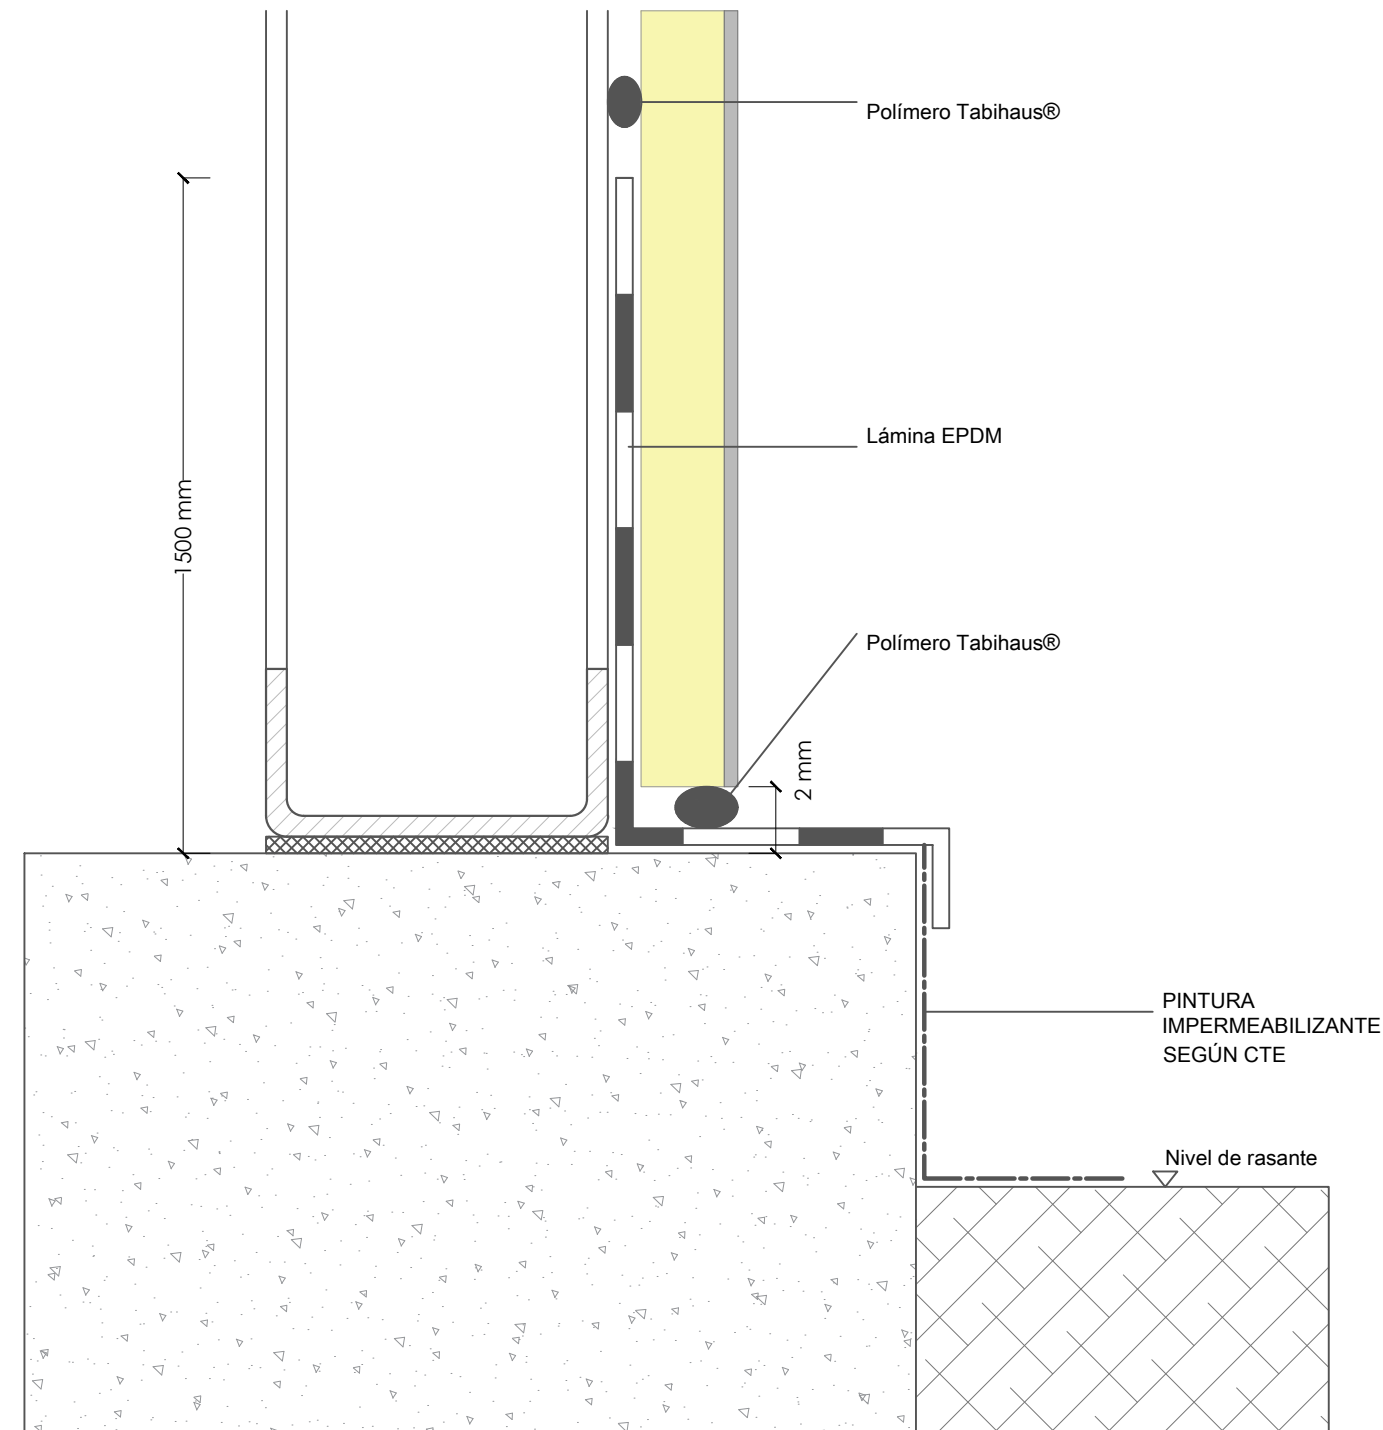 Polímero Tabihaus®
Lámina EPDM
1500 mm
Polímero Tabihaus®
2 mm
PINTURA
IMPERMEABILIZANTE
SEGÚN CTE
Nivel de rasante